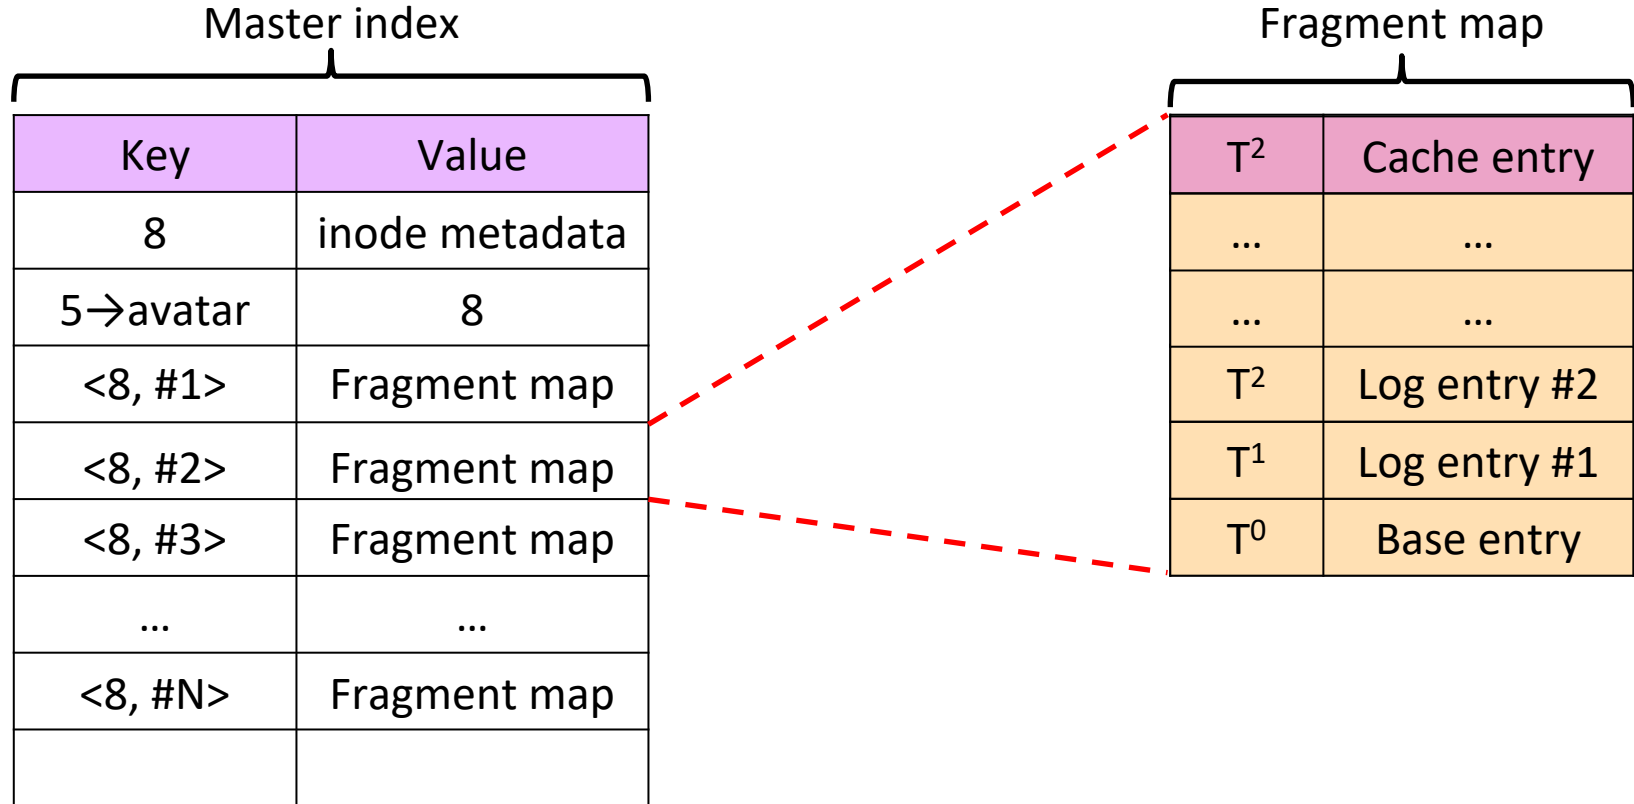 Master index
Key Value
8 inode metadata
5→avatar 8
<8, #1> Fragment map
<8, #2> Fragment map
<8, #3> Fragment map
... ...
<8, #N> Fragment map
Fragment map
T² Cache entry
... ...
... ...
T² Log entry #2
T¹ Log entry #1
T⁰ Base entry